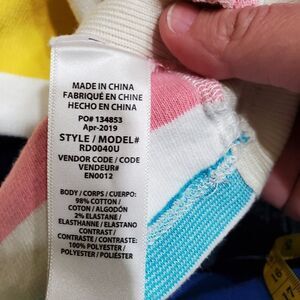 MADE IN CHINA
FABRIQUÉ EN CHINE
HECHO EN CHINA
PO# 134853
Apr-2019
STYLE / MODEL#
RD0040U
VENDOR CODE / CODE
VENDEUR#
EN0012
BODY / CORPS / CUERPO:
98% COTTON /
COTON / ALGODÓN
2% ELASTANE /
ELASTHANNE / ELASTANO
CONTRAST /
CONTRASTE / CONTRASTE:
100% POLYESTER /
POLYESTER / POLIÉSTER
16
17